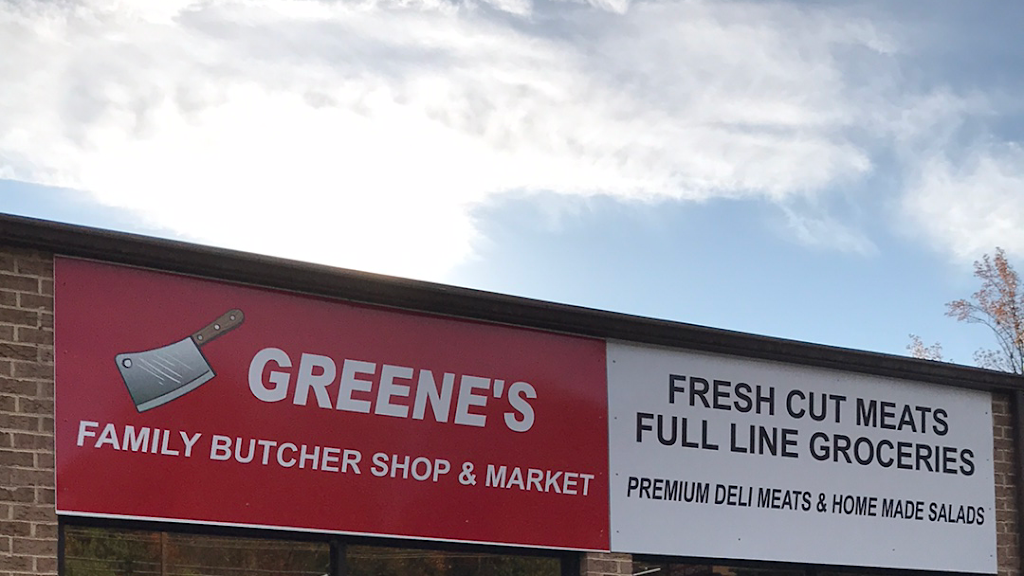 GREENE'S
FAMILY BUTCHER SHOP & MARKET
FRESH CUT MEATS
FULL LINE GROCERIES
PREMIUM DELI MEATS & HOME MADE SALADS